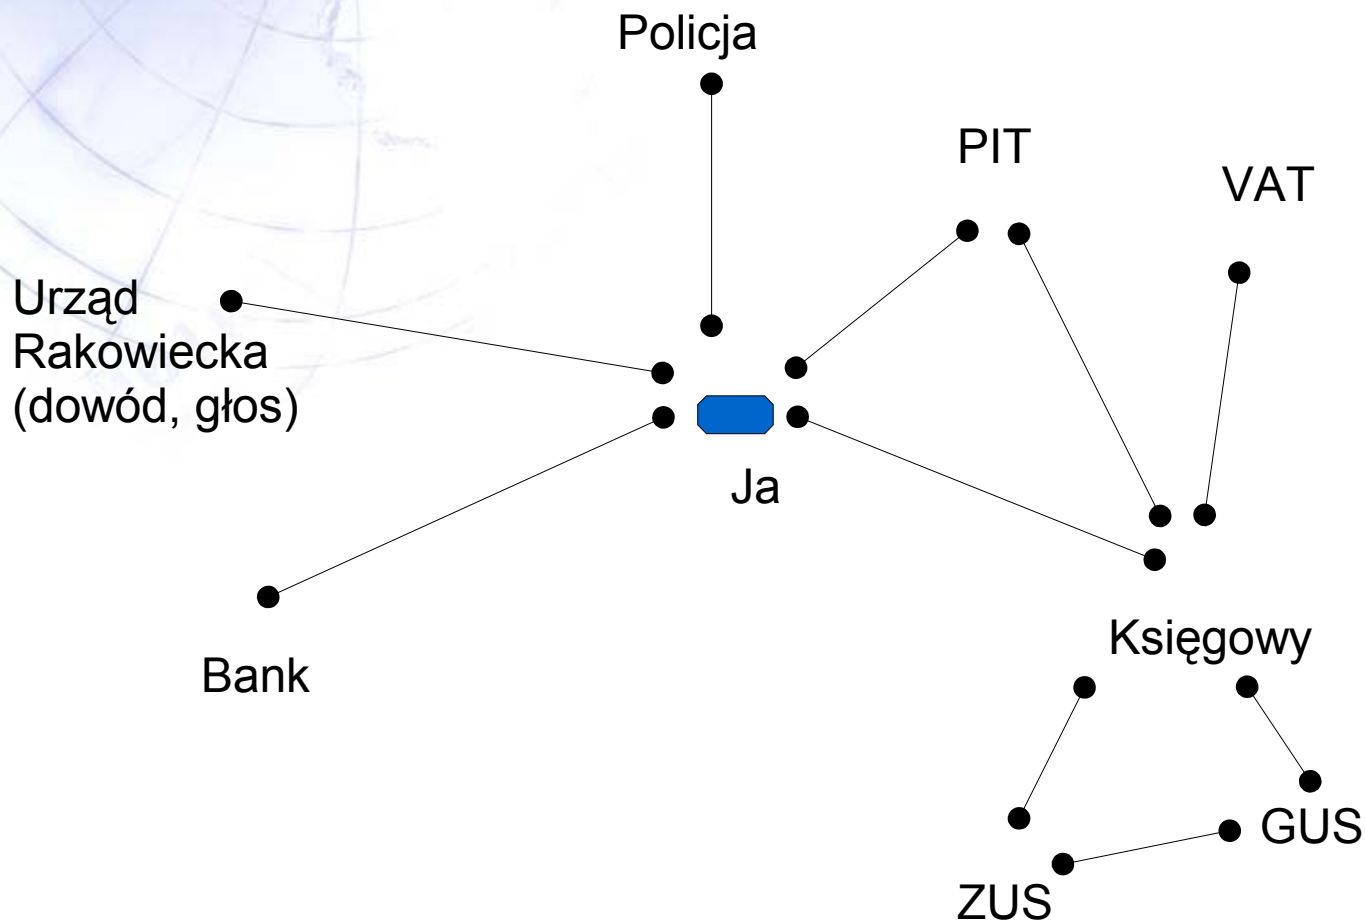 Policja
PIT
VAT
Urząd
Rakowiecka
(dowód, głos)
Ja
Bank
Księgowy
GUS
ZUS